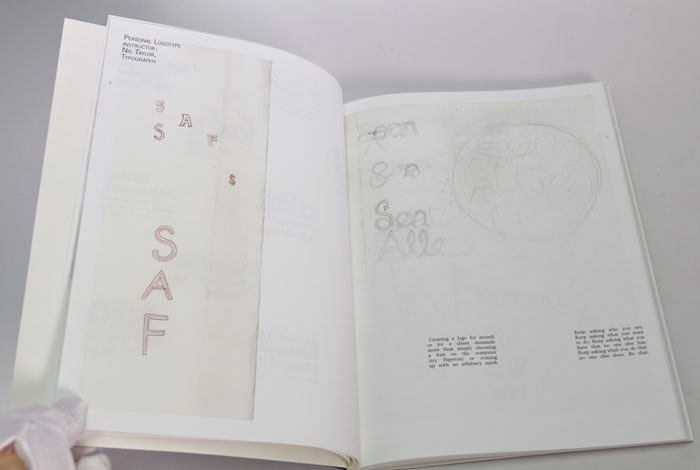 PERSONAL LOGOTYPE
INSTRUCTOR:
NIC TAYLOR,
TYPOGRAPHY
S
A
S
F
S
S
A
F
Sean
Sean
Allen
Creating a logo for myself,
or for a client demands
more than simply choosing
a font on the computer
(try Papyrus) or coming
up with an arbitrary mark.
Keep asking who you are.
Keep asking what you want
to do. Keep asking what you
have that no one else has.
Keep asking what you do that
no one else does. Be that.